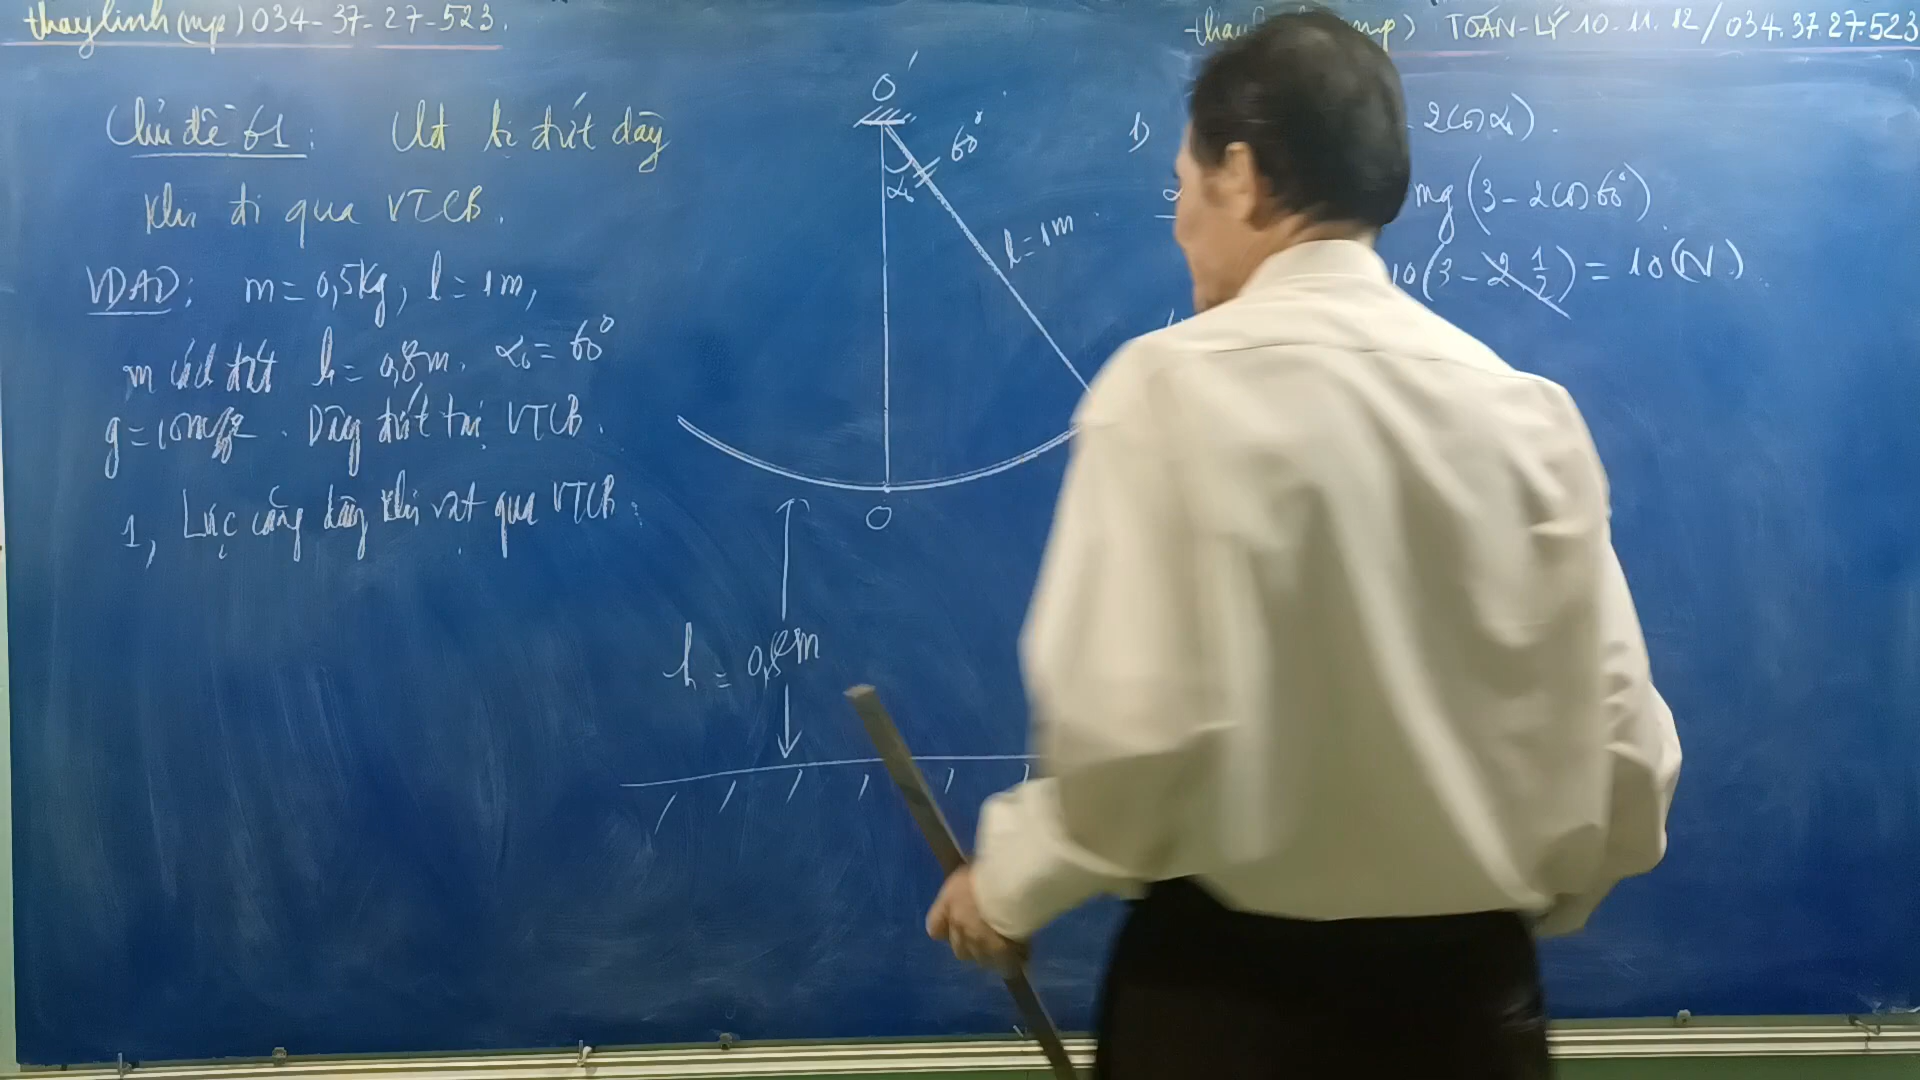 thaylinh(mp) 034-37-27-523.
mp) TOÁN-LÝ 10.11.12/034.37.27.523
Chủ đề 61: Vật bị đứt dây
khi đi qua VTCB.
VDAD: m = 0,5kg, l = 1m,
m cách đất h = 0,8m. α₀ = 60°
g = 10m/s². Dây đứt tại VTCB.
1, Lực căng dây khi vật qua VTCB:
O'
60°
α₀
l = 1m
O
h = 0,8m
1)
2cosα₀).
mg(3 - 2cos60°)
10(3 - 2 1/2) = 10(N).